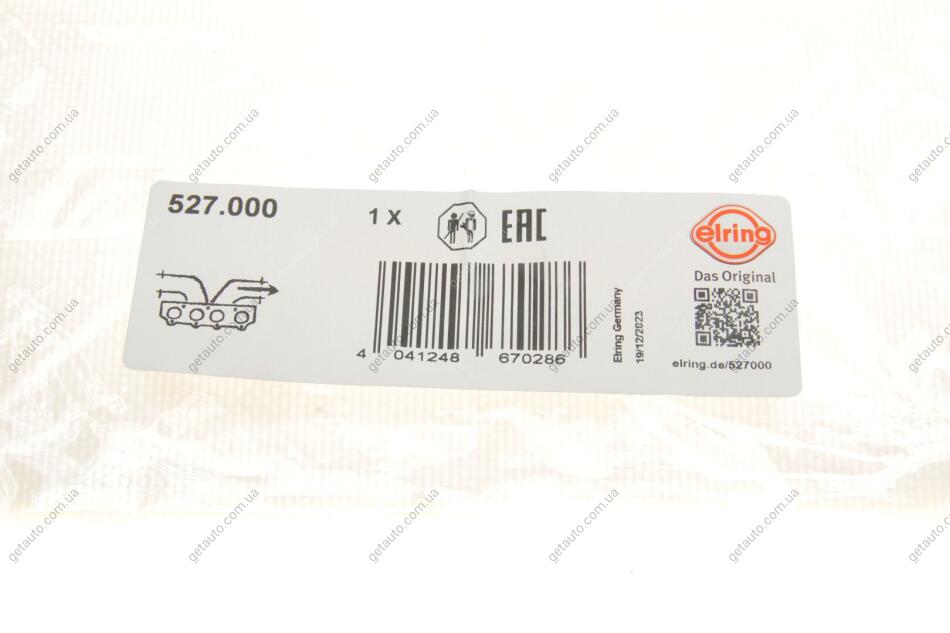 527.000
1 X
EAC
elring
Das Original
4 041248 670286
Elring Germany
19/12/2023
elring.de/527000
getauto.com.ua